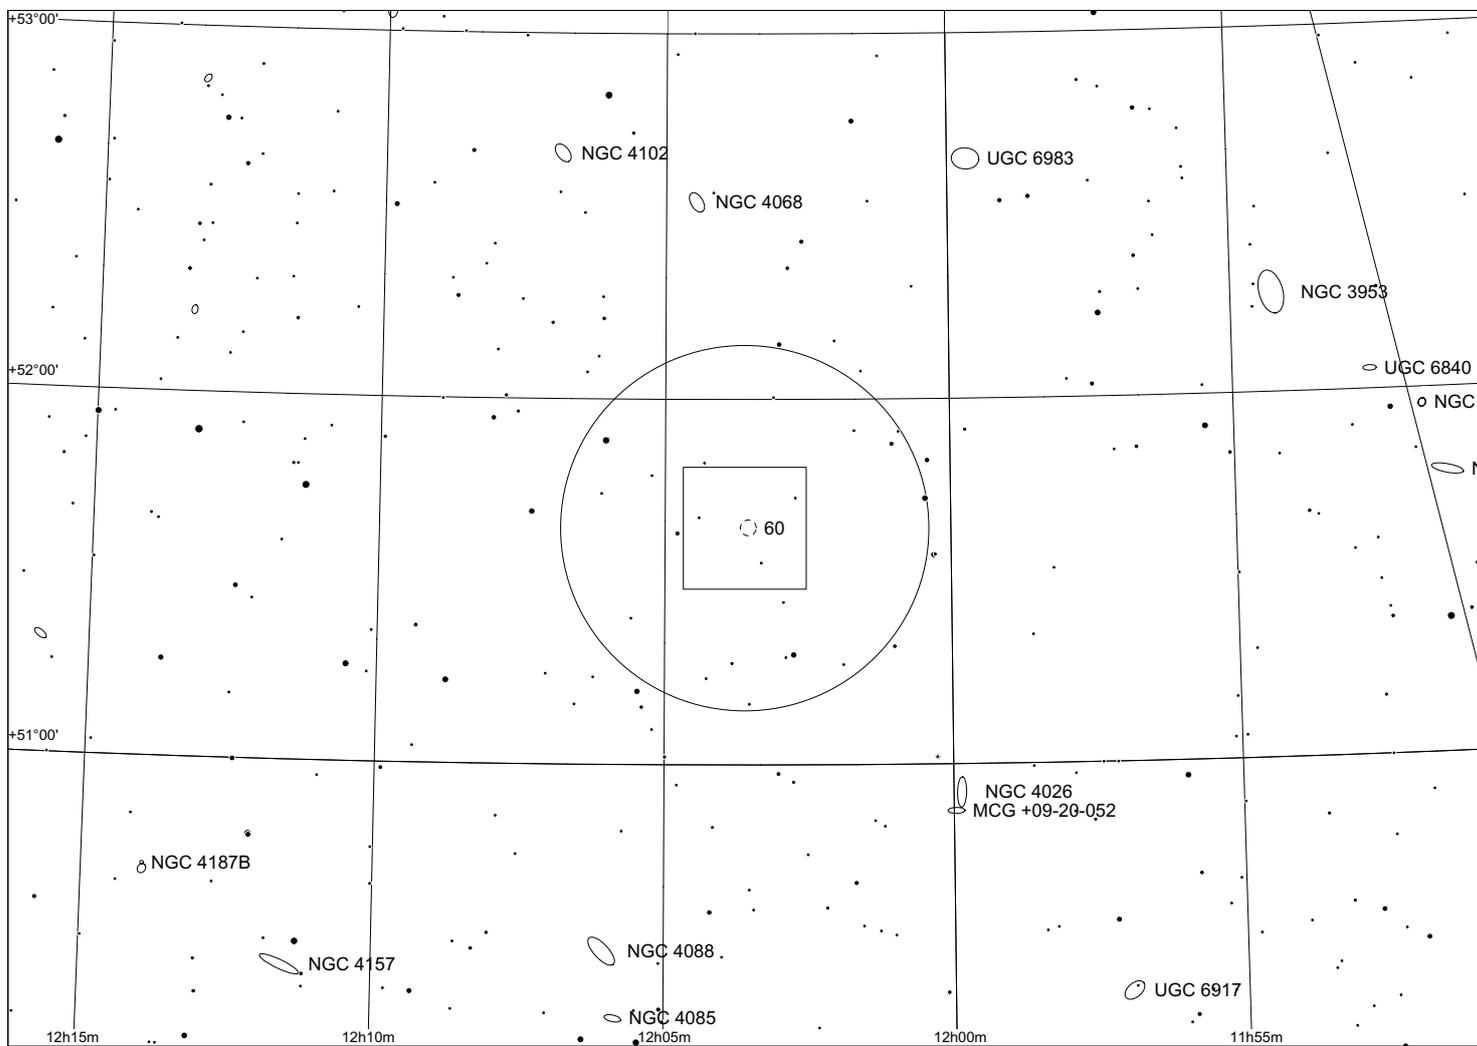 +53°00'
NGC 4102
UGC 6983
NGC 4068
NGC 3953
+52°00'
UGC 6840
NGC
N
60
+51°00'
NGC 4026
MCG +09-20-052
NGC 4187B
NGC 4088
NGC 4157
UGC 6917
NGC 4085
12h15m 12h10m 12h05m 12h00m 11h55m